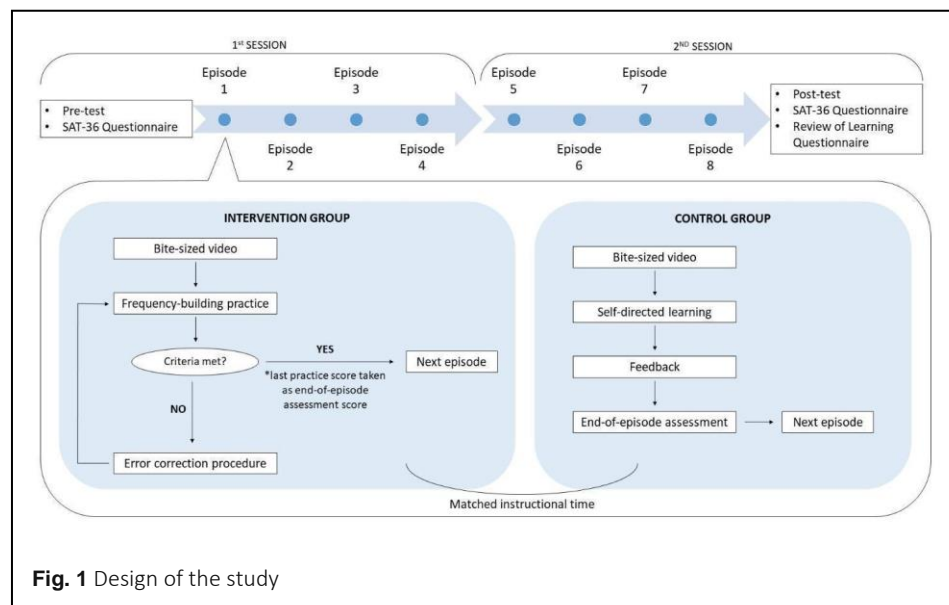 1st SESSION
2ND SESSION
Episode
1
Episode
3
Episode
5
Episode
7
• Pre-test
• SAT-36 Questionnaire
• Post-test
• SAT-36 Questionnaire
• Review of Learning
Questionnaire
Episode
2
Episode
4
Episode
6
Episode
8
INTERVENTION GROUP
Bite-sized video
Frequency-building practice
Criteria met?
YES
*last practice score taken
as end-of-episode
assessment score
Next episode
NO
Error correction procedure
CONTROL GROUP
Bite-sized video
Self-directed learning
Feedback
End-of-episode assessment
Next episode
Matched instructional time
Fig. 1 Design of the study